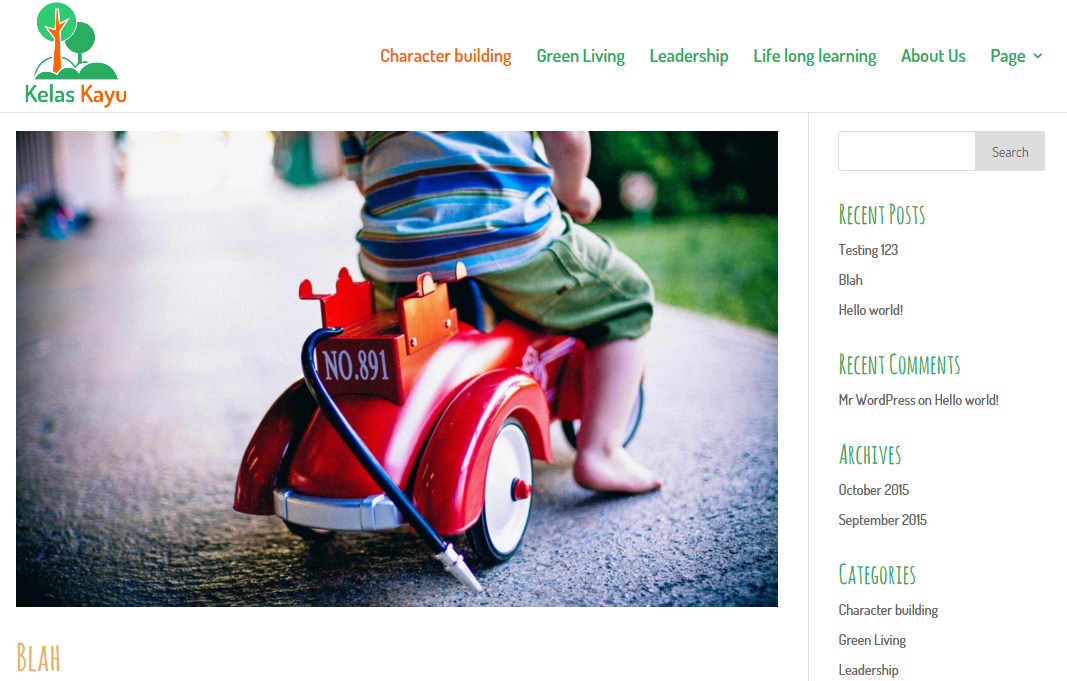 Kelas Kayu
Character building
Green Living
Leadership
Life long learning
About Us
Page
NO.891
Blah
Search
Recent Posts
Testing 123
Blah
Hello world!
Recent Comments
Mr WordPress on Hello world!
Archives
October 2015
September 2015
Categories
Character building
Green Living
Leadership